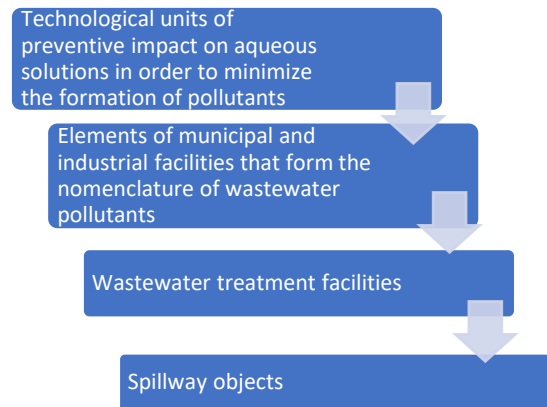 Technological units of
preventive impact on aqueous
solutions in order to minimize
the formation of pollutants
Elements of municipal and
industrial facilities that form the
nomenclature of wastewater
pollutants
Wastewater treatment facilities
Spillway objects